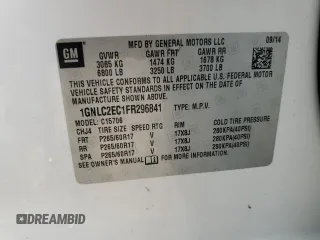 GM
MFD BY GENERAL MOTORS LLC 09/14
GVWR GAWR FRT GAWR RR
3085 KG 1474 KG 1678 KG
6800 LB 3250 LB 3700 LB
THIS VEHICLE CONFORMS TO ALL APPLICABLE U.S. FEDERAL MOTOR
VEHICLE SAFETY
STANDARDS IN EFFECT ON THE DATE OF
MANUFACTURE SHOWN ABOVE.
1GNLC2EC1FR296841 TYPE: M.P.V.
MODEL: C15706
CHJ4 TIRE SIZE SPEED RTG RIM COLD TIRE PRESSURE
FRT P265/60R17 V 17X8J 280KPA(40PSI)
RR P265/60R17 V 17X8J 280KPA(40PSI)
SPA P265/60R17 V 17X8J 280KPA(40PSI)
SEE OWNER'S MANUAL FOR ADDITIONAL INFORMATION
DREAMBID